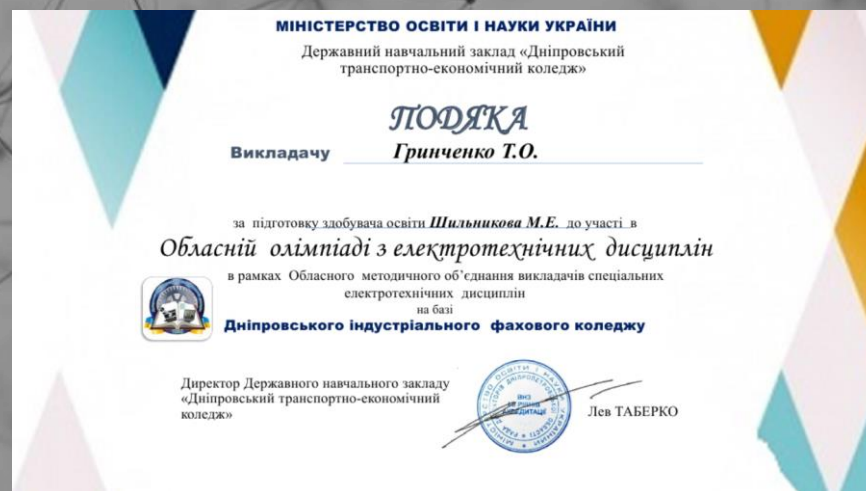 МІНІСТЕРСТВО ОСВІТИ І НАУКИ УКРАЇНИ
Державний навчальний заклад «Дніпровський
транспортно-економічний коледж»
ПОДЯКА
Викладачу Гринченко Т.О.
за підготовку здобувача освіти Шильникова М.Е. до участі в
Обласній олімпіаді з електротехнічних дисциплін
в рамках Обласного методичного об’єднання викладачів спеціальних
електротехнічних дисциплін
на базі
Дніпровського індустріального фахового коледжу
Директор Державного навчального закладу
«Дніпровський транспортно-економічний
коледж»
Лев ТАБЕРКО